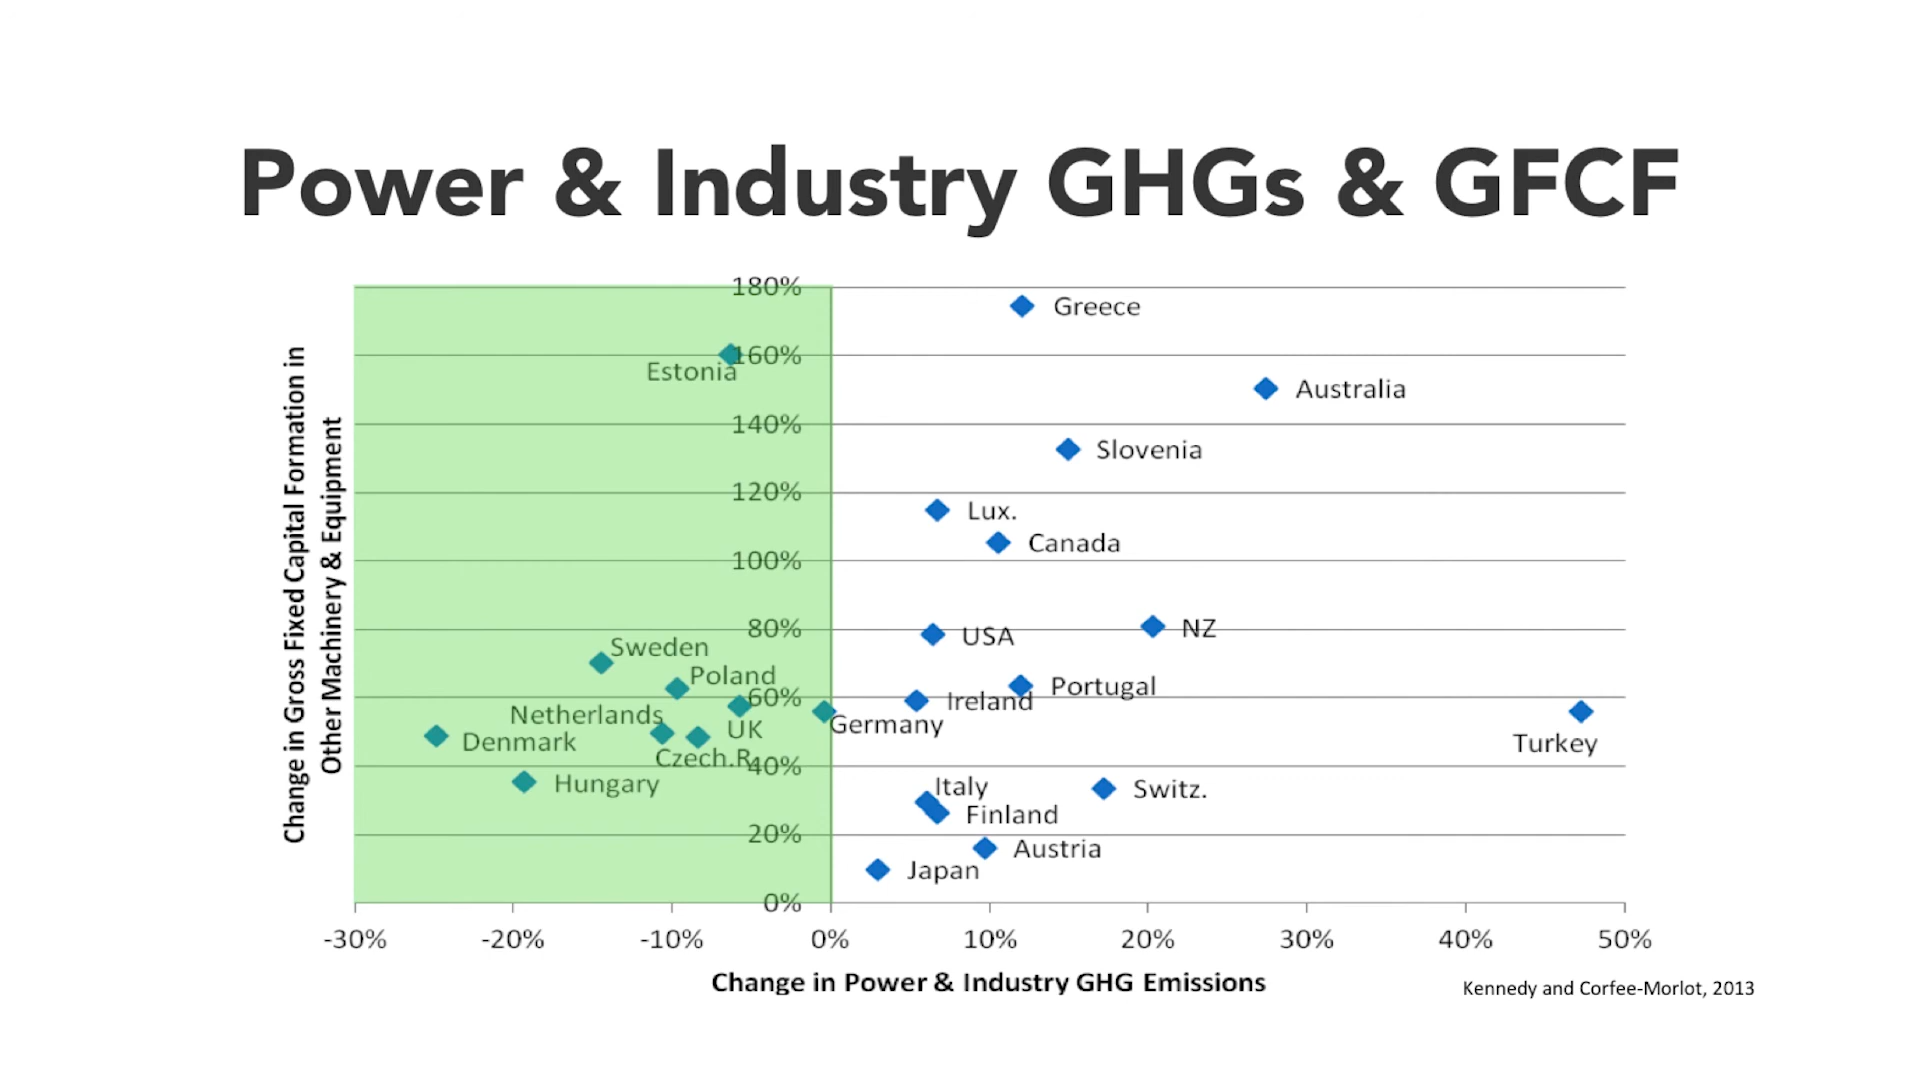 Power & Industry GHGs & GFCF
Change in Gross Fixed Capital Formation in
Other Machinery & Equipment
180%
160%
140%
120%
100%
80%
60%
40%
20%
0%
Greece
Estonia
Australia
Slovenia
Lux.
Canada
NZ
USA
Sweden
Poland
Portugal
Ireland
Netherlands
Germany
UK
Denmark
Turkey
Czech.R.
Hungary
Italy
Switz.
Finland
Austria
Japan
-30%
-20%
-10%
0%
10%
20%
30%
40%
50%
Change in Power & Industry GHG Emissions
Kennedy and Corfee-Morlot, 2013